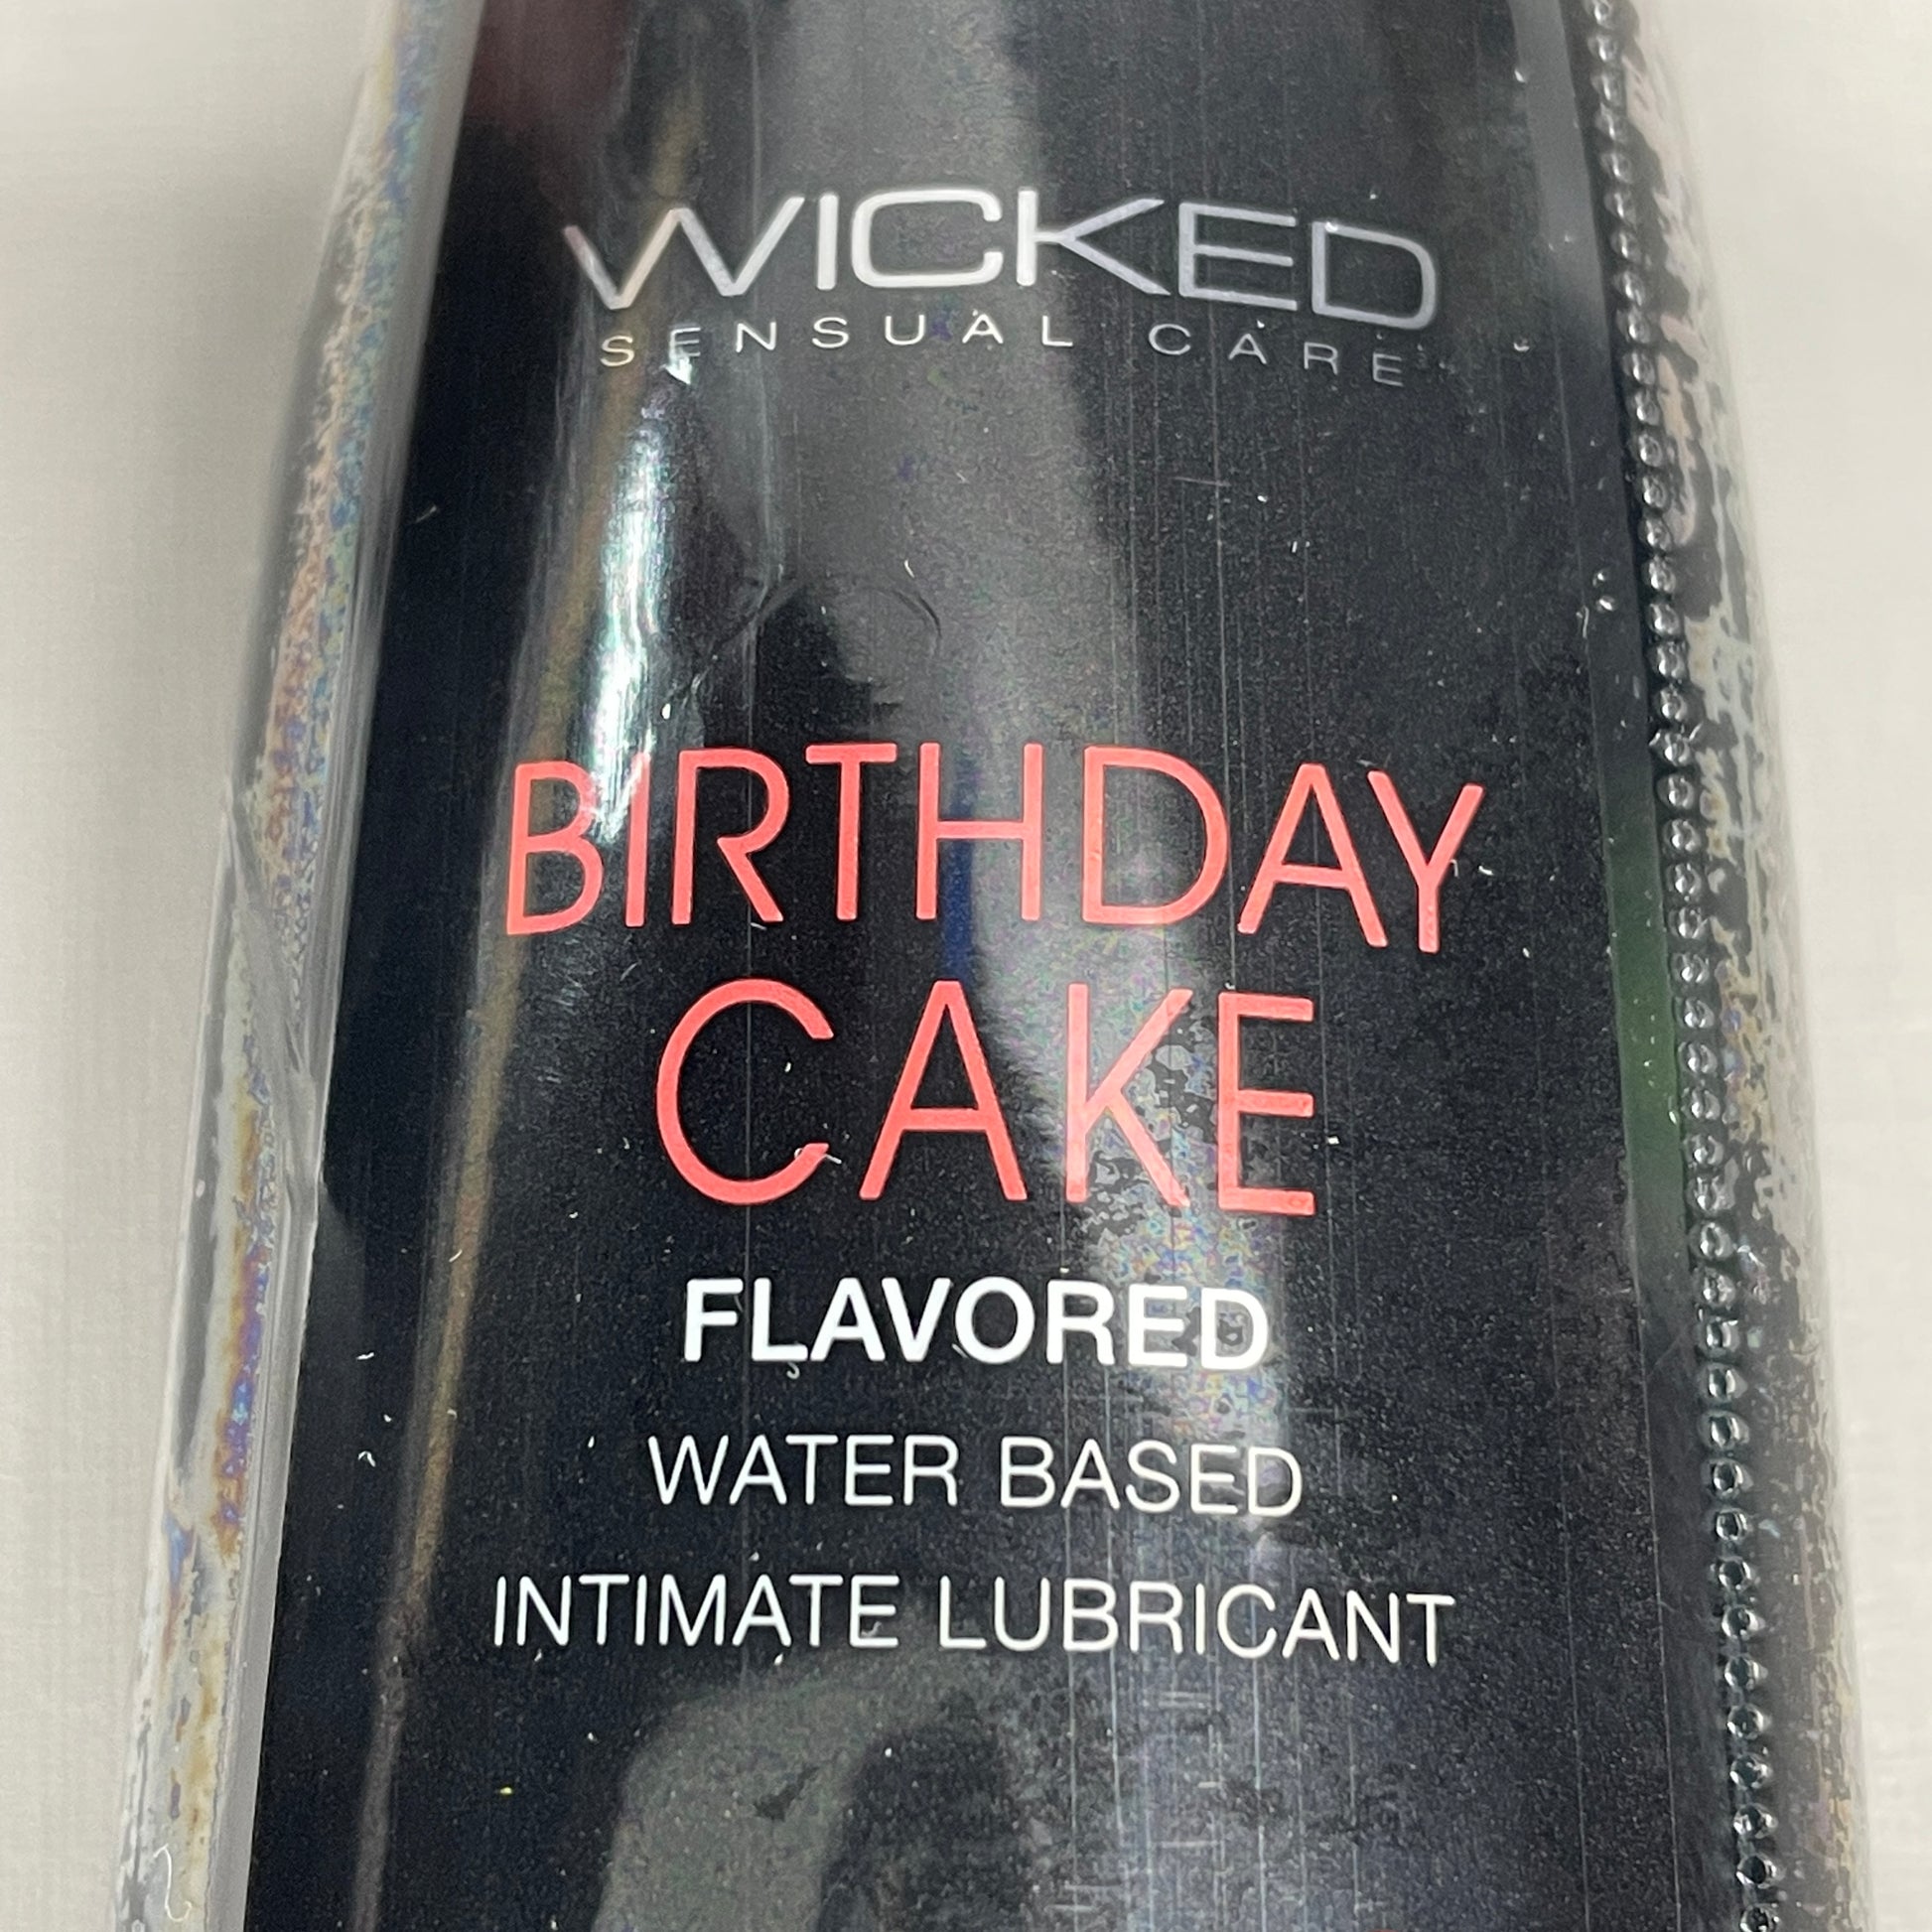 WICKED
SENSUAL CARE
BIRTHDAY
CAKE
FLAVORED
WATER BASED
INTIMATE LUBRICANT